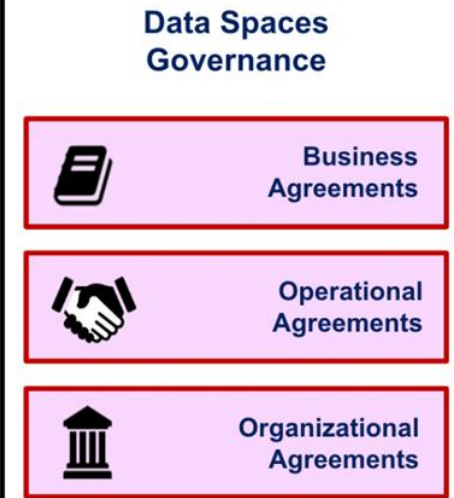 Data Spaces
Governance
Business
Agreements
Operational
Agreements
Organizational
Agreements